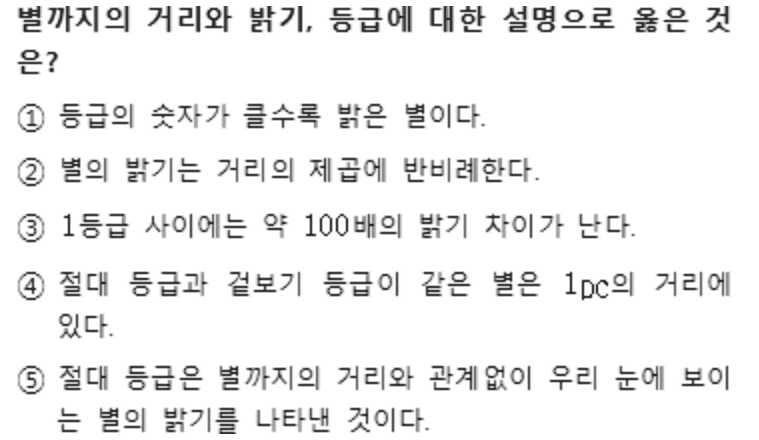 별까지의 거리와 밝기, 등급에 대한 설명으로 옳은 것
은?
① 등급의 숫자가 클수록 밝은 별이다.
② 별의 밝기는 거리의 제곱에 반비례한다.
③ 1등급 사이에는 약 100배의 밝기 차이가 난다.
④ 절대 등급과 겉보기 등급이 같은 별은 1pc의 거리에
있다.
⑤ 절대 등급은 별까지의 거리와 관계없이 우리 눈에 보이
는 별의 밝기를 나타낸 것이다.